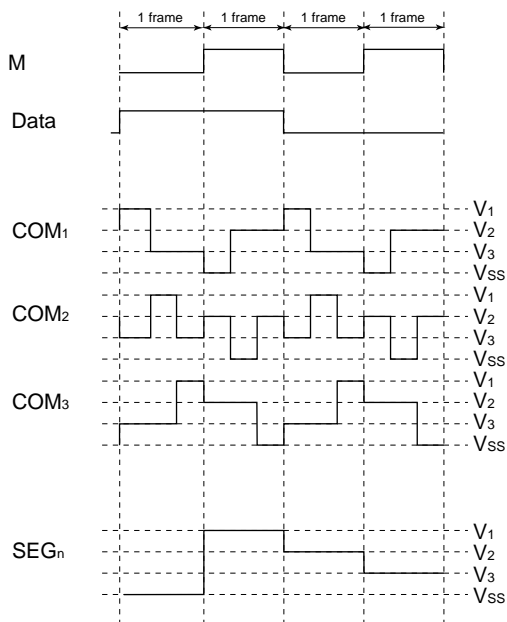 1 frame 1 frame 1 frame 1 frame
M
Data
V1
COM1 V2
V3
VSS
V1
COM2 V2
V3
VSS
V1
COM3 V2
V3
VSS
V1
SEGn V2
V3
VSS